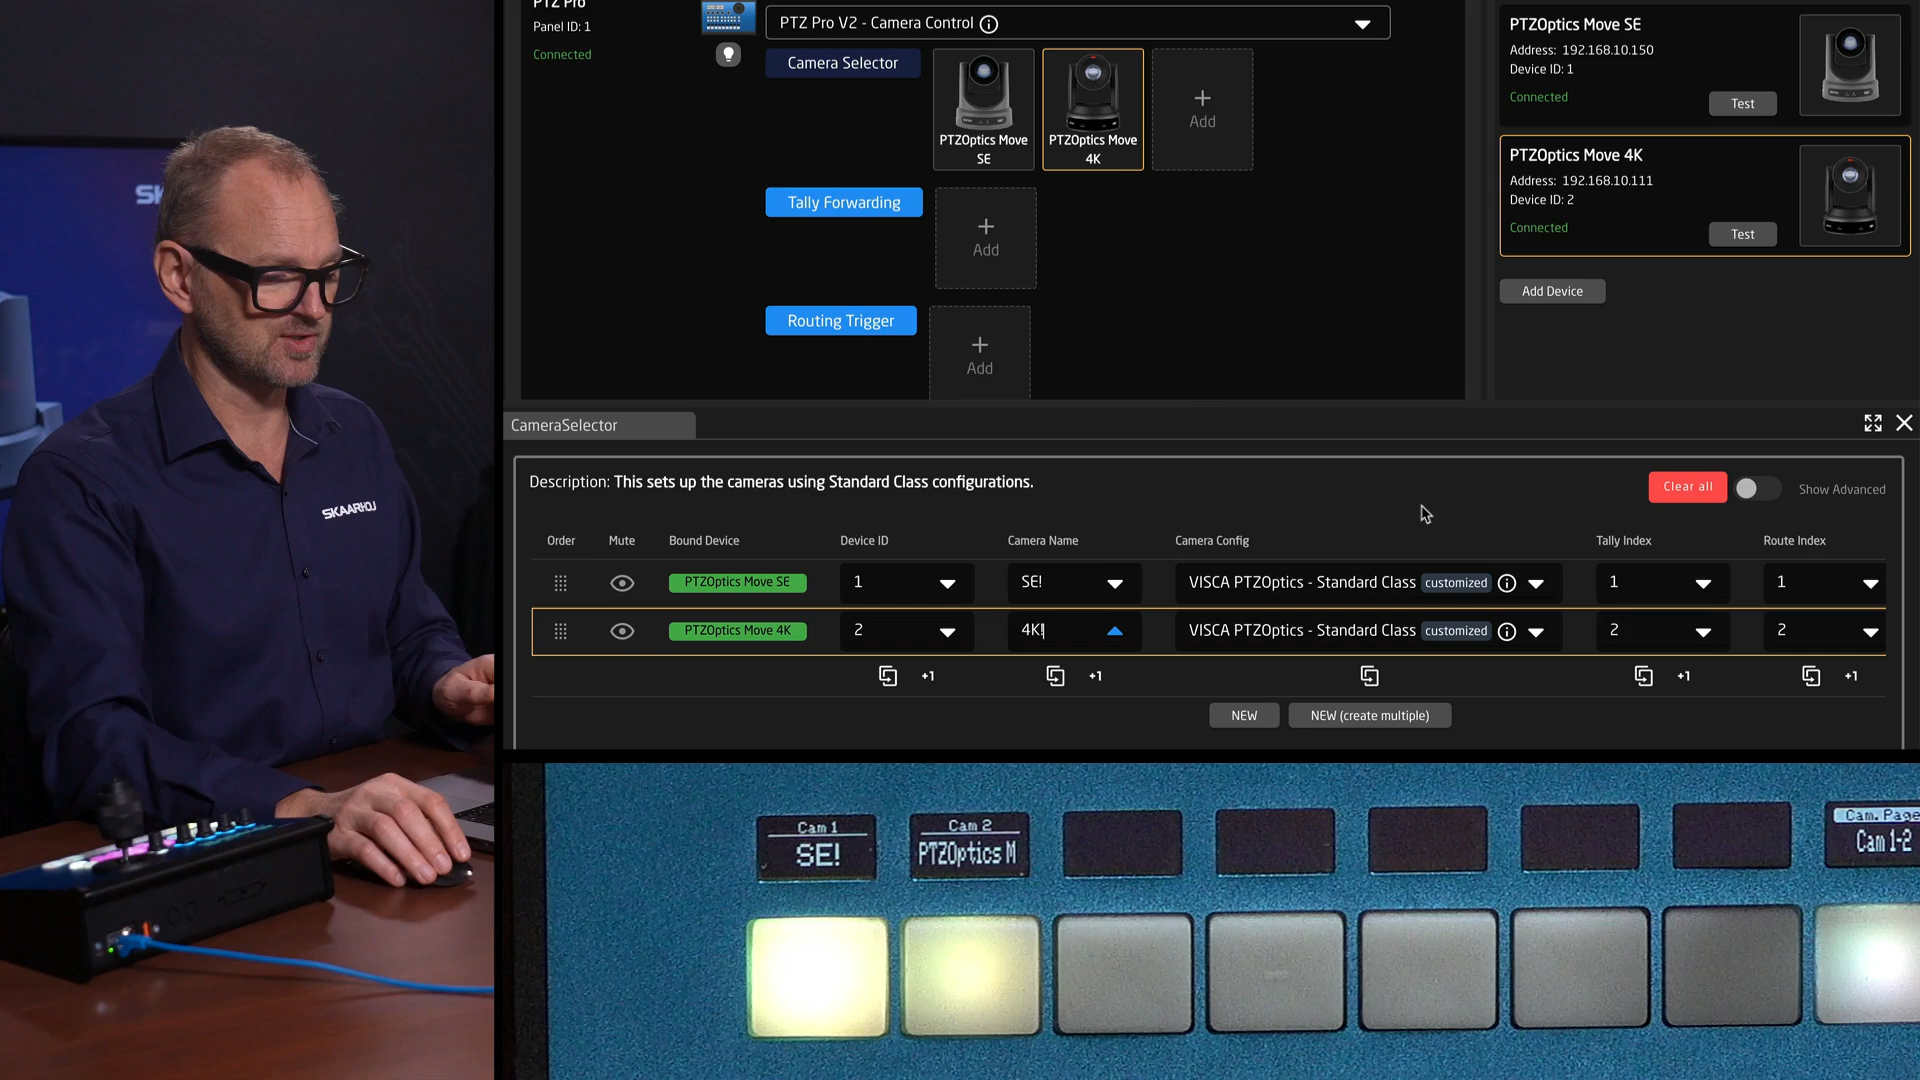 PTZ Pro
Panel ID: 1
Connected
PTZ Pro V2 - Camera Control
Camera Selector
PTZOptics Move
SE
PTZOptics Move
4K
+
Add
Tally Forwarding
+
Add
Routing Trigger
+
Add
PTZOptics Move SE
Address: 192.168.10.150
Device ID: 1
Connected
Test
PTZOptics Move 4K
Address: 192.168.10.111
Device ID: 2
Connected
Test
Add Device
CameraSelector
Description: This sets up the cameras using Standard Class configurations.
Clear all
Show Advanced
Order Mute Bound Device Device ID Camera Name Camera Config Tally Index Route Index
PTZOptics Move SE 1 SE! VISCA PTZOptics - Standard Class customized 1 1
PTZOptics Move 4K 2 4K! VISCA PTZOptics - Standard Class customized 2 2
+1 +1 +1 +1
NEW NEW (create multiple)
SK
SKAARHOJ
Cam 1
SE!
Cam 2
PTZOptics M
Cam. Page
Cam 1-2